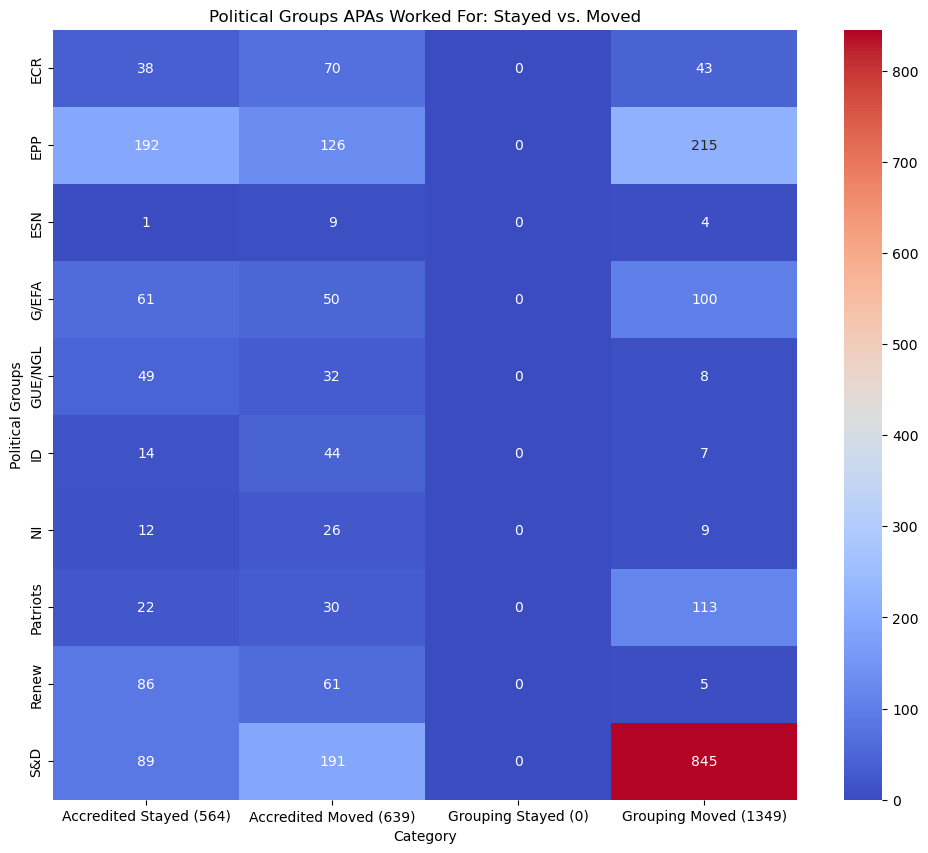 Political Groups APAs Worked For: Stayed vs. Moved
ECR 38 70 0 43
EPP 192 126 0 215
ESN 1 9 0 4
G/EFA 61 50 0 100
GUE/NGL 49 32 0 8
ID 14 44 0 7
NI 12 26 0 9
Patriots 22 30 0 113
Renew 86 61 0 5
S&D 89 191 0 845
Political Groups
Accredited Stayed (564) Accredited Moved (639) Grouping Stayed (0) Grouping Moved (1349)
Category
800
700
600
500
400
300
200
100
0